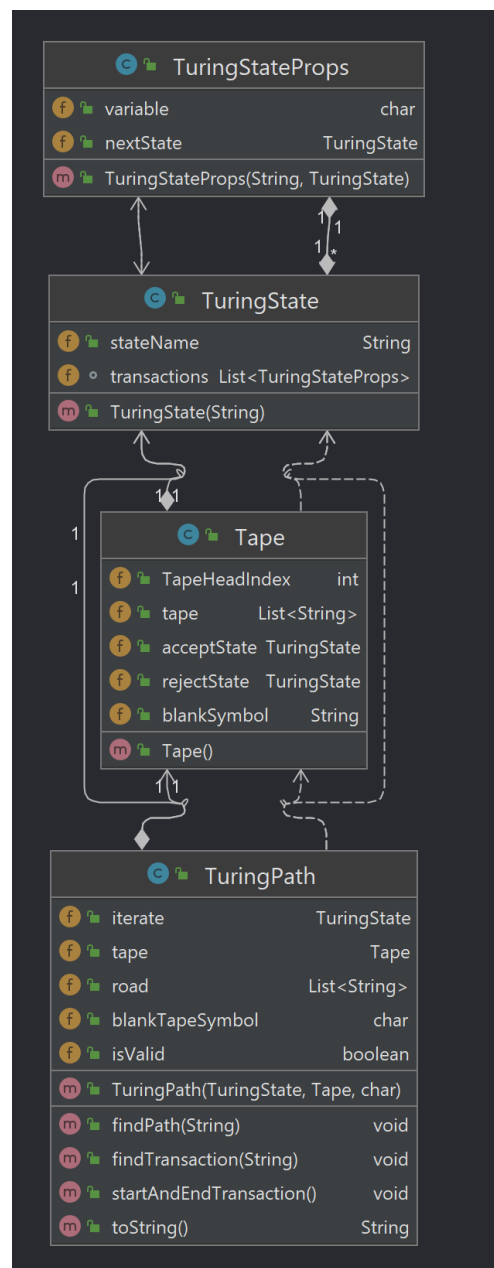 TuringStateProps
variable char
nextState TuringState
TuringStateProps(String, TuringState)
1
1
1
*
TuringState
stateName String
transactions List<TuringStateProps>
TuringState(String)
1 1
1
1
Tape
TapeHeadIndex int
tape List<String>
acceptState TuringState
rejectState TuringState
blankSymbol String
Tape()
1 1
TuringPath
iterate TuringState
tape Tape
road List<String>
blankTapeSymbol char
isValid boolean
TuringPath(TuringState, Tape, char)
findPath(String) void
findTransaction(String) void
startAndEndTransaction() void
toString() String